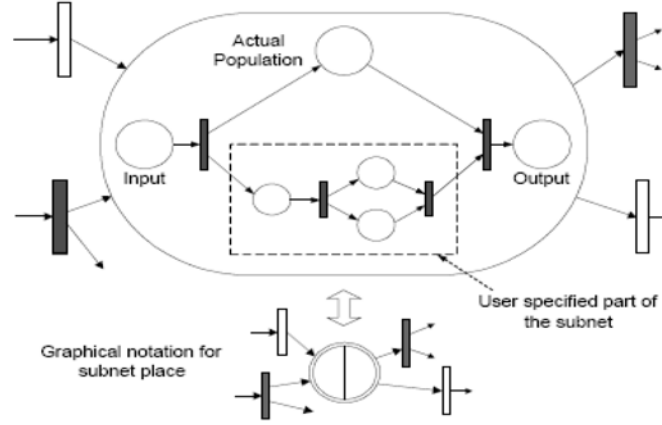 Actual
Population
Input
Output
User specified part of
the subnet
Graphical notation for
subnet place